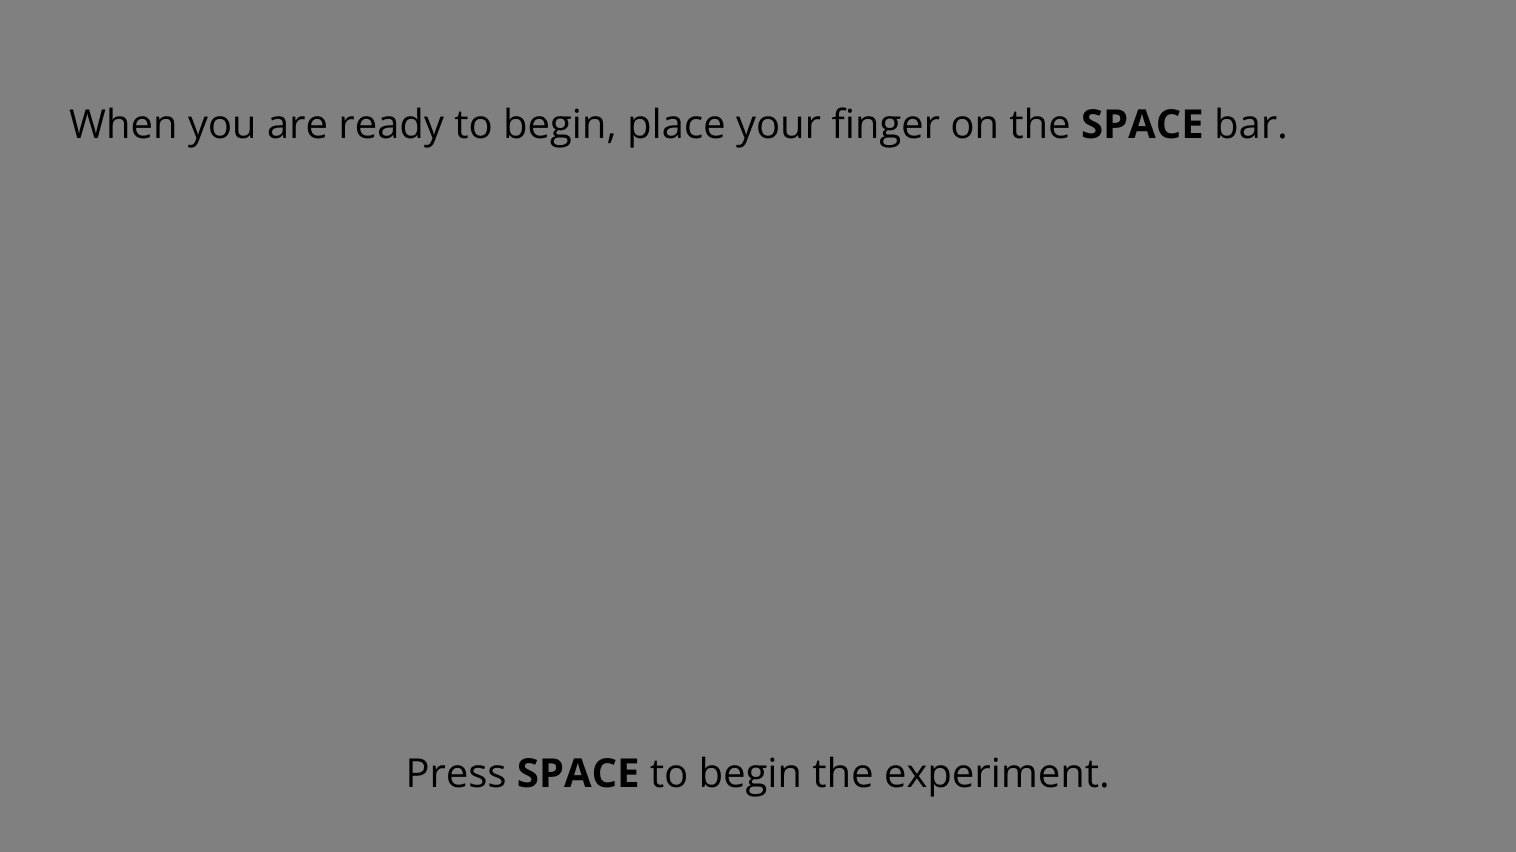 When you are ready to begin, place your finger on the SPACE bar.
Press SPACE to begin the experiment.